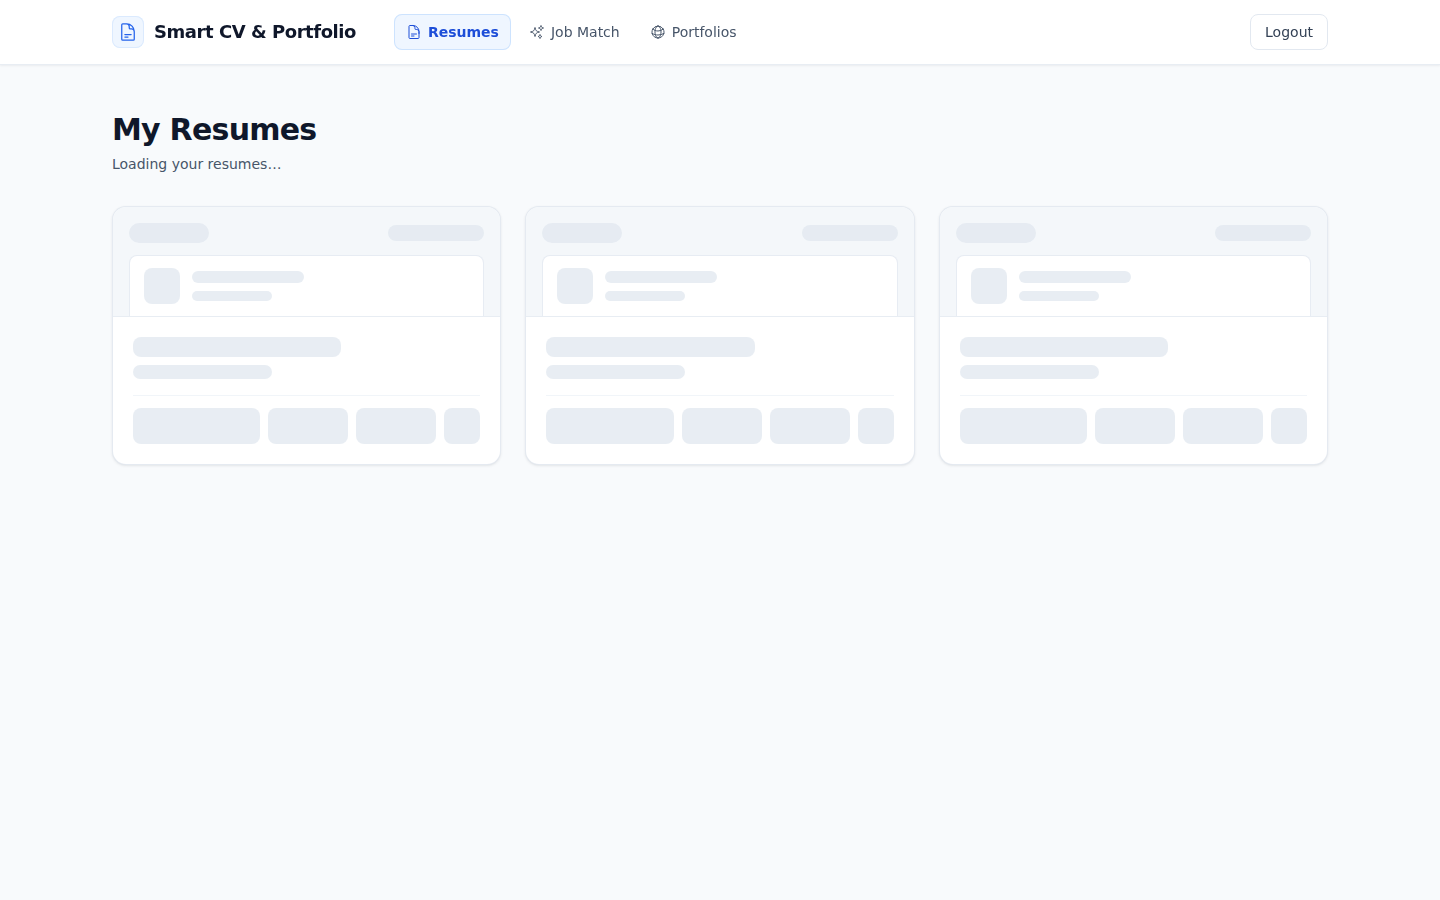 Smart CV & Portfolio
Resumes
Job Match
Portfolios
Logout
My Resumes
Loading your resumes...